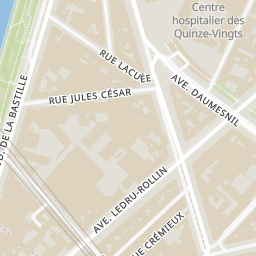 Centre
hospitalier des
Quinze-Vingts
RUE LACUÉE
AVE. DAUMESNIL
RUE JULES CÉSAR
D. DE LA BASTILLE
AVE. LEDRU-ROLLIN
UE CRÉMIEUX